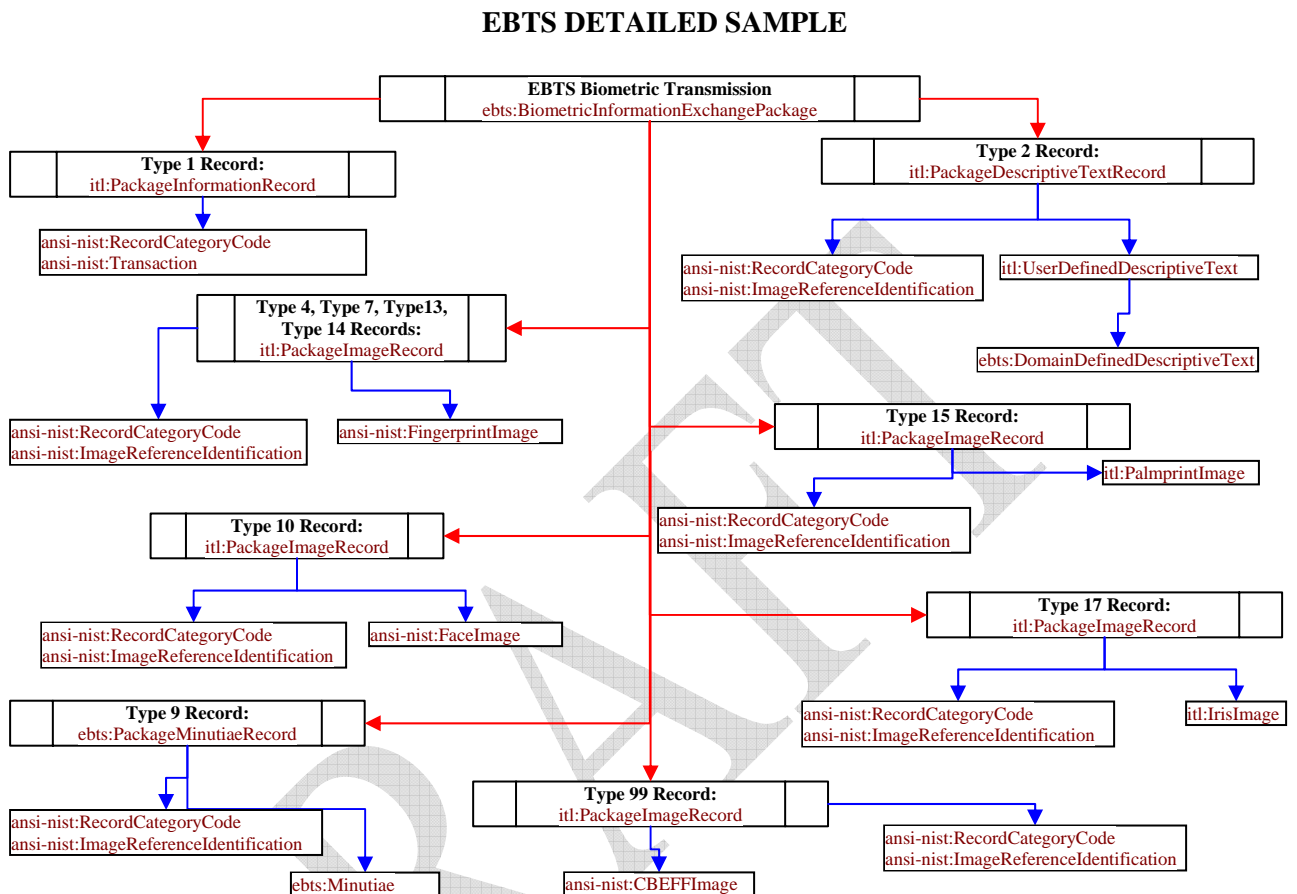 EBTS DETAILED SAMPLE
EBTS Biometric Transmission
ebts:BiometricInformationExchangePackage
Type 1 Record:
itl:PackageInformationRecord
Type 2 Record:
itl:PackageDescriptiveTextRecord
ansi-nist:RecordCategoryCode
ansi-nist:Transaction
ansi-nist:RecordCategoryCode
ansi-nist:ImageReferenceIdentification
itl:UserDefinedDescriptiveText
ebts:DomainDefinedDescriptiveText
Type 4, Type 7, Type13,
Type 14 Records:
itl:PackageImageRecord
ansi-nist:RecordCategoryCode
ansi-nist:ImageReferenceIdentification
ansi-nist:FingerprintImage
Type 15 Record:
itl:PackageImageRecord
itl:PalmprintImage
ansi-nist:RecordCategoryCode
ansi-nist:ImageReferenceIdentification
Type 10 Record:
itl:PackageImageRecord
ansi-nist:RecordCategoryCode
ansi-nist:ImageReferenceIdentification
ansi-nist:FaceImage
Type 17 Record:
itl:PackageImageRecord
ansi-nist:RecordCategoryCode
ansi-nist:ImageReferenceIdentification
itl:IrisImage
Type 9 Record:
ebts:PackageMinutiaeRecord
ansi-nist:RecordCategoryCode
ansi-nist:ImageReferenceIdentification
ebts:Minutiae
Type 99 Record:
itl:PackageImageRecord
ansi-nist:CBEFFImage
ansi-nist:RecordCategoryCode
ansi-nist:ImageReferenceIdentification
RAFT